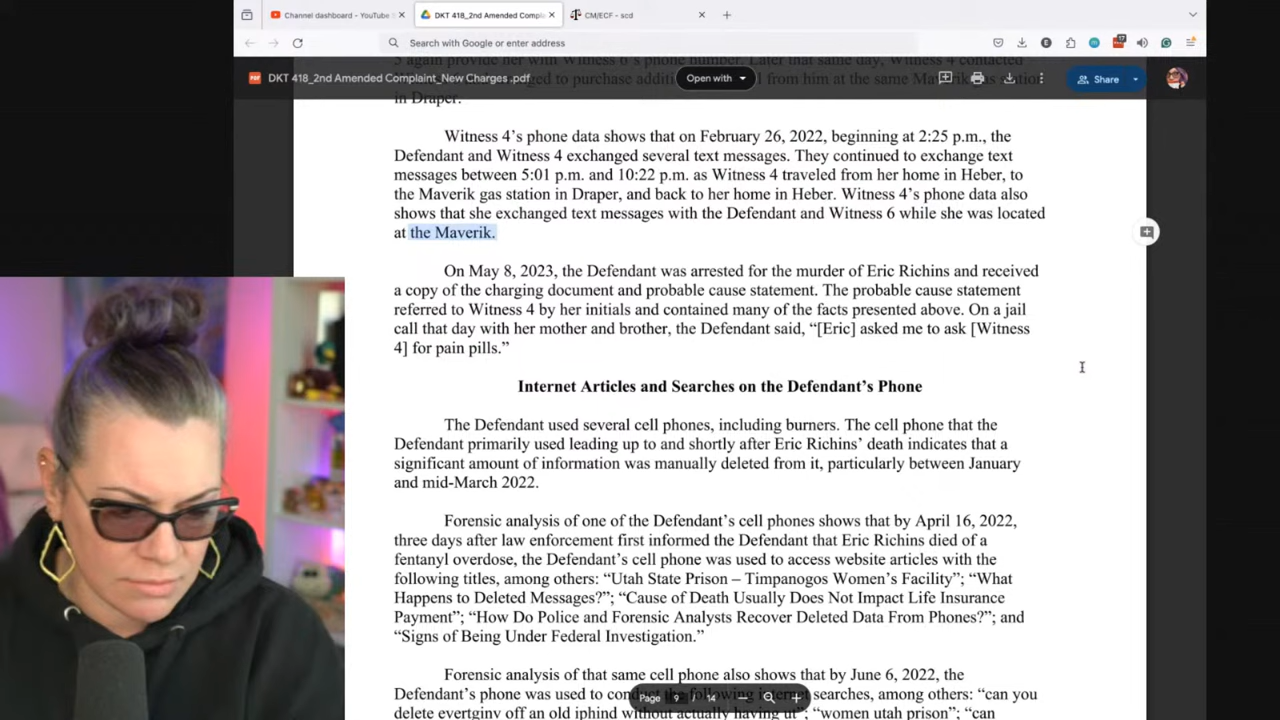 Channel dashboard - YouTube
DKT 418_2nd Amended Compla
CM/ECF - scd
Search with Google or enter address
DKT 418_2nd Amended Complaint_New Charges .pdf
Open with
Share
in Draper.
Witness 4's phone data shows that on February 26, 2022, beginning at 2:25 p.m., the
Defendant and Witness 4 exchanged several text messages. They continued to exchange text
messages between 5:01 p.m. and 10:22 p.m. as Witness 4 traveled from her home in Heber, to
the Maverik gas station in Draper, and back to her home in Heber. Witness 4's phone data also
shows that she exchanged text messages with the Defendant and Witness 6 while she was located
at the Maverik.
On May 8, 2023, the Defendant was arrested for the murder of Eric Richins and received
a copy of the charging document and probable cause statement. The probable cause statement
referred to Witness 4 by her initials and contained many of the facts presented above. On a jail
call that day with her mother and brother, the Defendant said, “[Eric] asked me to ask [Witness
4] for pain pills.”
Internet Articles and Searches on the Defendant's Phone
The Defendant used several cell phones, including burners. The cell phone that the
Defendant primarily used leading up to and shortly after Eric Richins' death indicates that a
significant amount of information was manually deleted from it, particularly between January
and mid-March 2022.
Forensic analysis of one of the Defendant's cell phones shows that by April 16, 2022,
three days after law enforcement first informed the Defendant that Eric Richins died of a
fentanyl overdose, the Defendant's cell phone was used to access website articles with the
following titles, among others: “Utah State Prison – Timpanogos Women's Facility”; “What
Happens to Deleted Messages?”; “Cause of Death Usually Does Not Impact Life Insurance
Payment”; “How Do Police and Forensic Analysts Recover Deleted Data From Phones?”; and
“Signs of Being Under Federal Investigation.”
Forensic analysis of that same cell phone also shows that by June 6, 2022, the
Defendant's phone was used to searches, among others: “can you
delete evertginv off an old iphind without actually having ut”; “women utah prison”; “can
Page 9 / 14